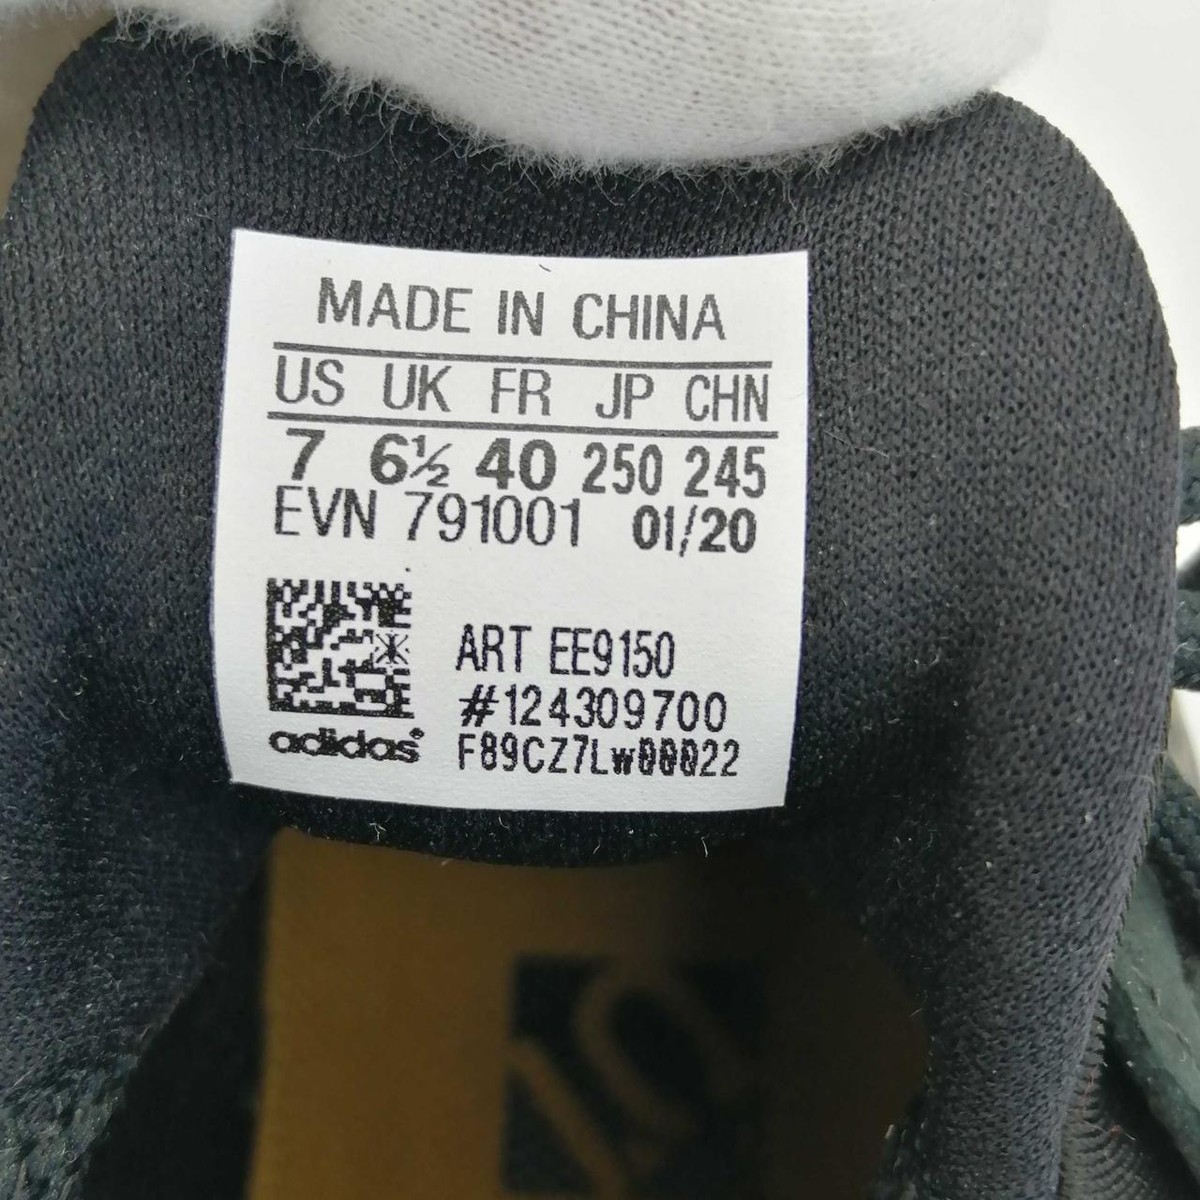 MADE IN CHINA
US UK FR JP CHN
7 6½ 40 250 245
EVN 791001 01/20
ART EE9150
#124309700
adidas F89CZ7Lw00022